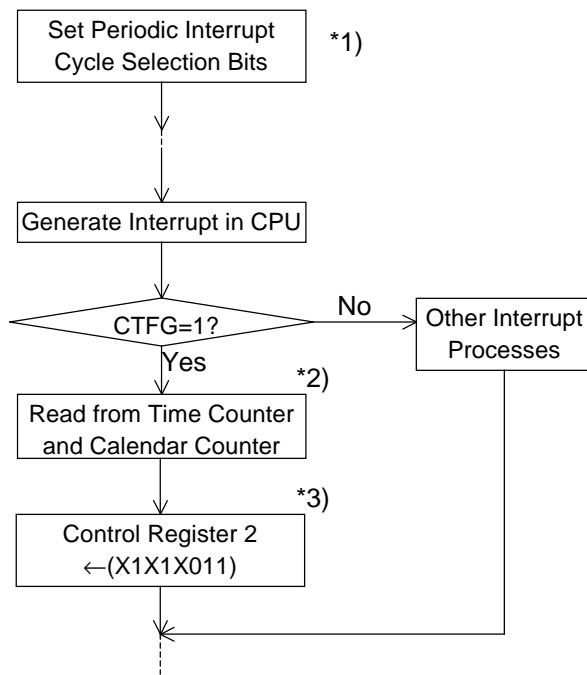 Set Periodic Interrupt
Cycle Selection Bits
*1)
Generate Interrupt in CPU
CTFG=1?
No
Other Interrupt
Processes
Yes
*2)
Read from Time Counter
and Calendar Counter
*3)
Control Register 2
←(X1X1X011)